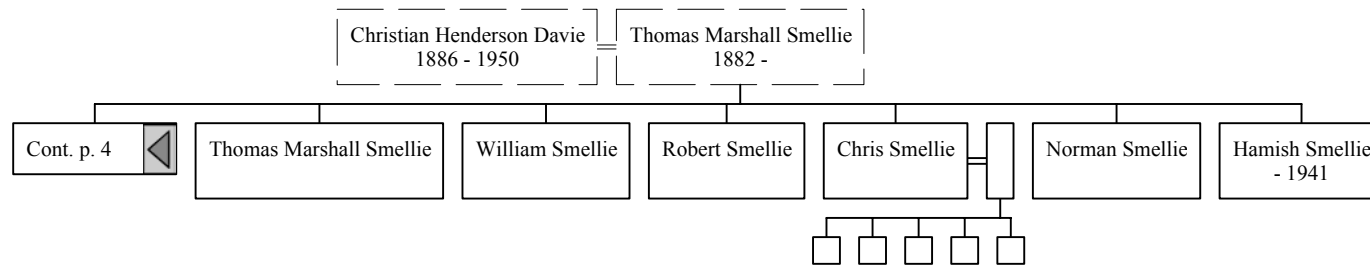 Christian Henderson Davie
1886 - 1950
Thomas Marshall Smellie
1882 -
Cont. p. 4
Thomas Marshall Smellie
William Smellie
Robert Smellie
Chris Smellie
Norman Smellie
Hamish Smellie
- 1941